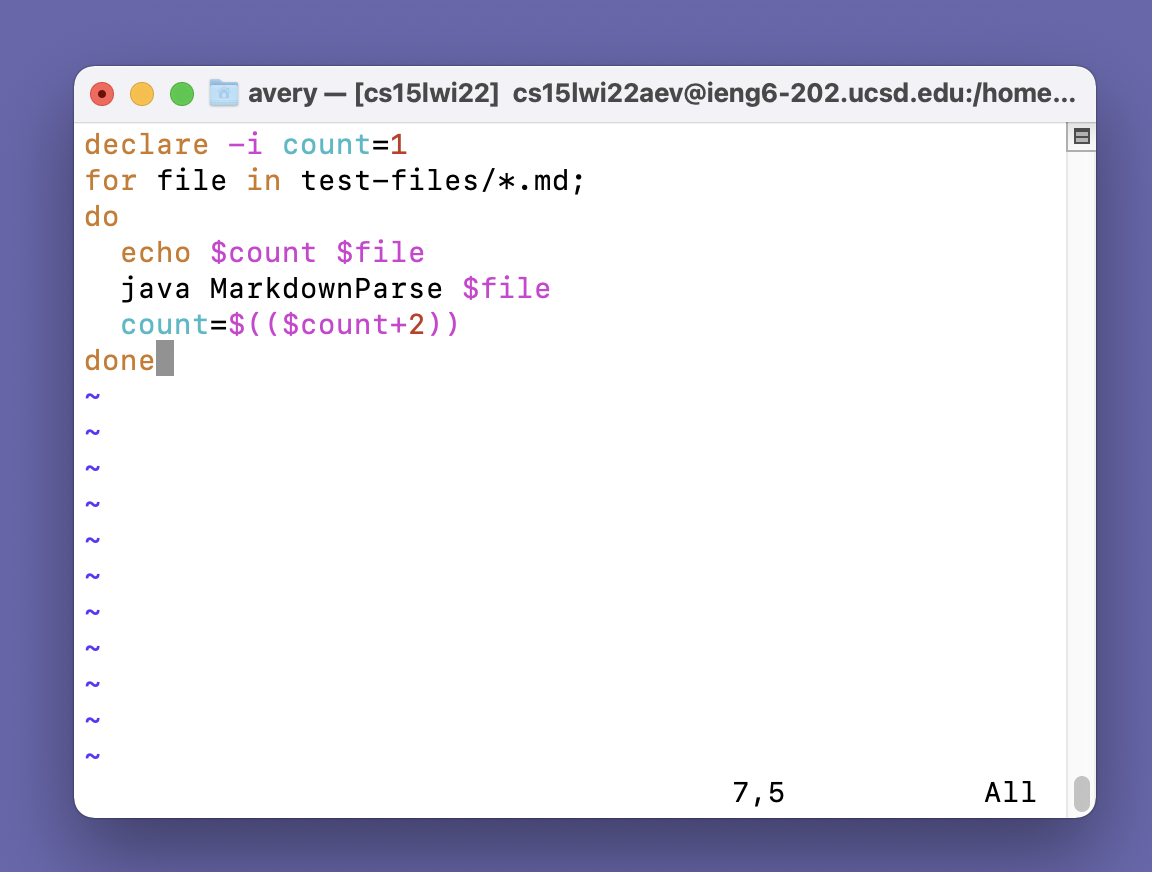 avery — [cs15lwi22]  cs15lwi22aev@ieng6-202.ucsd.edu:/home...
declare -i count=1
for file in test-files/*.md;
do
  echo $count $file
  java MarkdownParse $file
  count=$(($count+2))
done
~
~
~
~
~
~
~
~
~
~
~
7,5 All